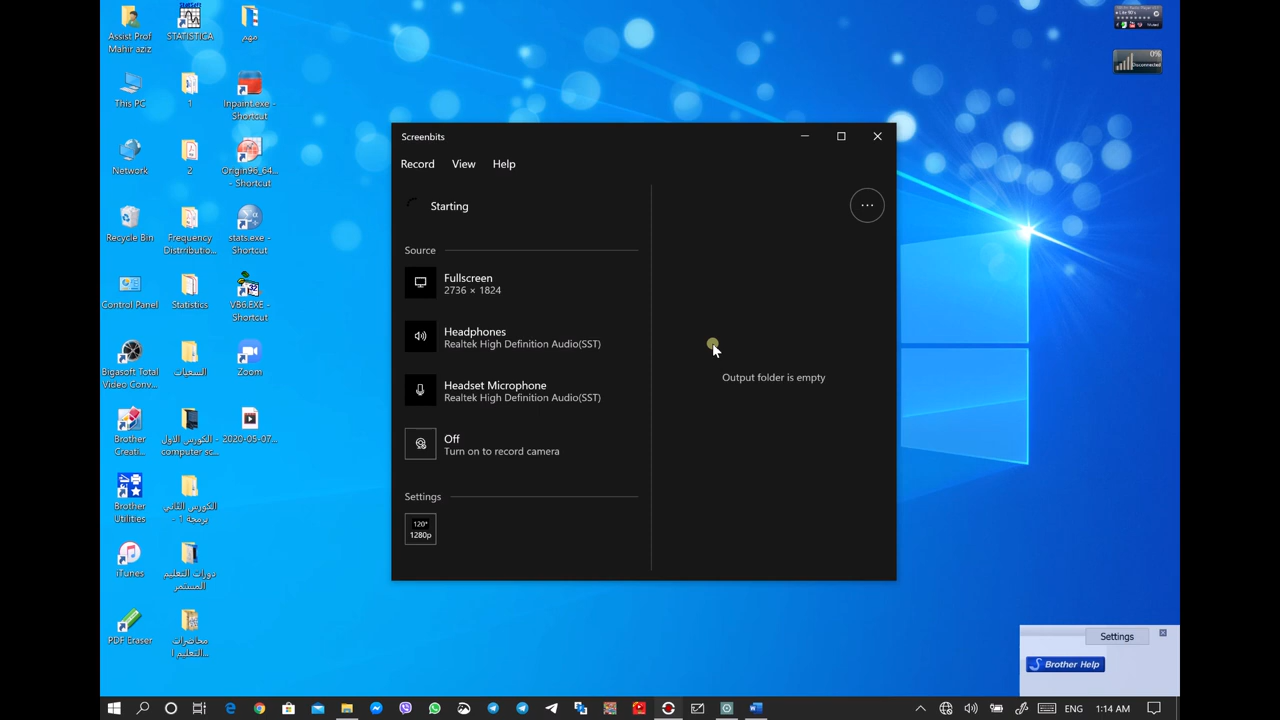 Assist Prof
Mahir aziz
STATISTICA
مهم
This PC
1
Inpaint.exe -
Shortcut
Network
2
Origin96_64...
- Shortcut
Recycle Bin
Frequency
Distributio...
stats.exe -
Shortcut
Control Panel
Statistics
VB6.EXE -
Shortcut
Bigasoft Total
Video Conv...
السعيات
Zoom
Brother
Creati...
الكورس الاول -
computer sc...
2020-05-07...
Brother
Utilities
الكورس الثاني
برمجة 1 -
iTunes
دورات التعليم
المستمر
PDF Eraser
محاضرات
التعليم ا...
Screenbits
Record View Help
Starting
Source
Fullscreen
2736 × 1824
Headphones
Realtek High Definition Audio(SST)
Headset Microphone
Realtek High Definition Audio(SST)
Off
Turn on to record camera
Settings
120*
1080p
Output folder is empty
0%
Disconnected
Settings
Brother Help
ENG 1:14 AM